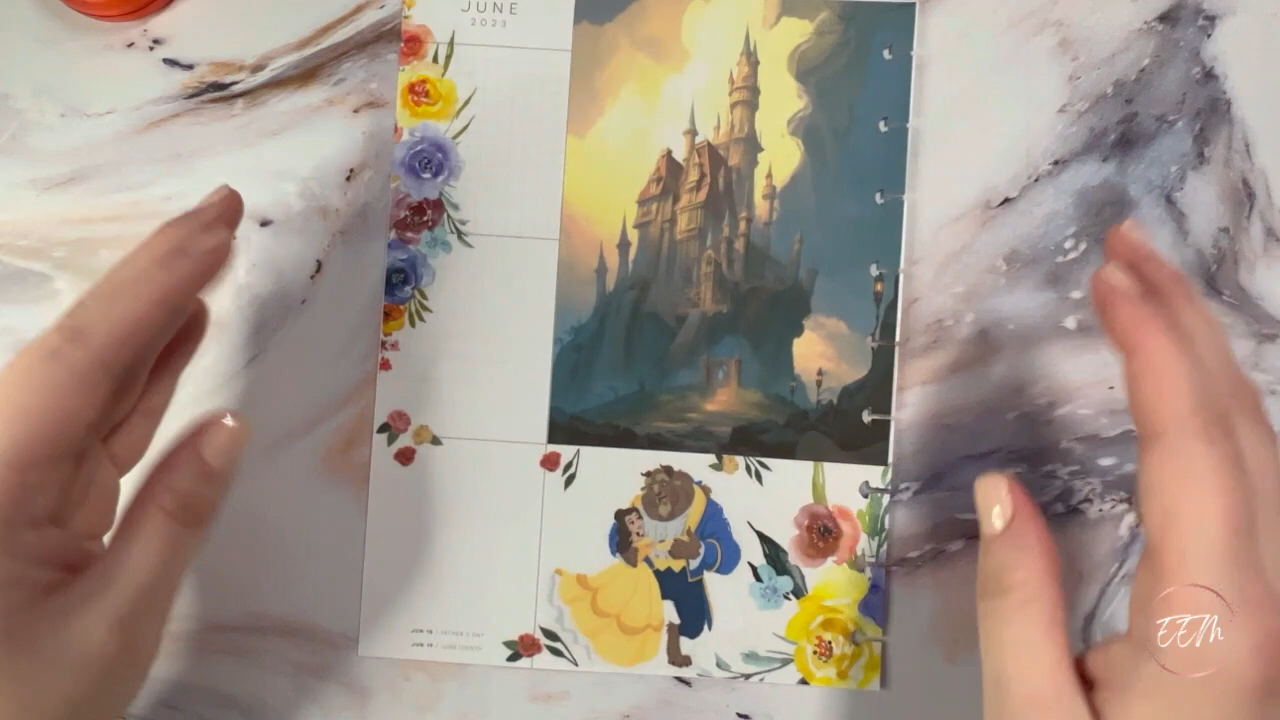 JUNE
2023
JUN 18 | FATHER'S DAY
JUN 19 | JUNETEENTH
EEM